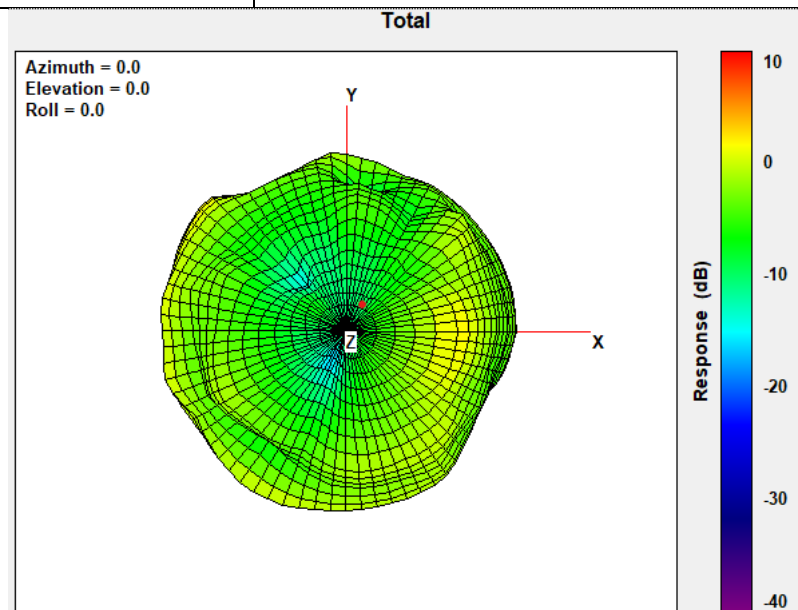 Total
Azimuth = 0.0
Elevation = 0.0
Roll = 0.0
Y
X
Z
10
0
-10
-20
-30
-40
Response (dB)